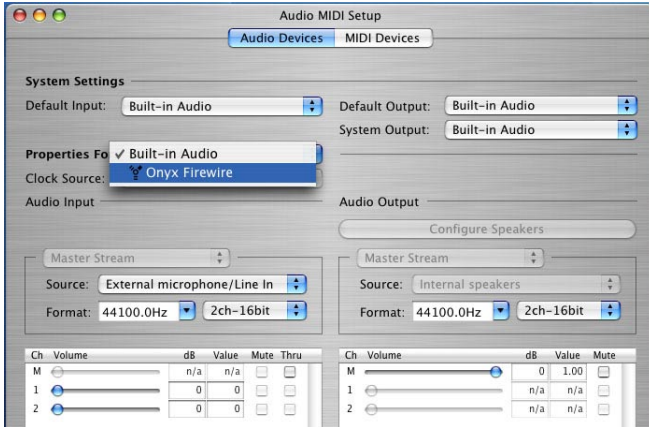 Audio MIDI Setup
Audio Devices MIDI Devices
System Settings
Default Input: Built-in Audio Default Output: Built-in Audio
System Output: Built-in Audio
Properties Fo Built-in Audio
Onyx Firewire
Clock Source:
Audio Input Audio Output
Configure Speakers
Master Stream Master Stream
Source: External microphone/Line In Source: Internal speakers
Format: 44100.0Hz 2ch-16bit Format: 44100.0Hz 2ch-16bit
Ch Volume dB Value Mute Thru Ch Volume dB Value Mute
M n/a n/a M 0 1.00
1 0 0 1 n/a n/a
2 0 0 2 n/a n/a